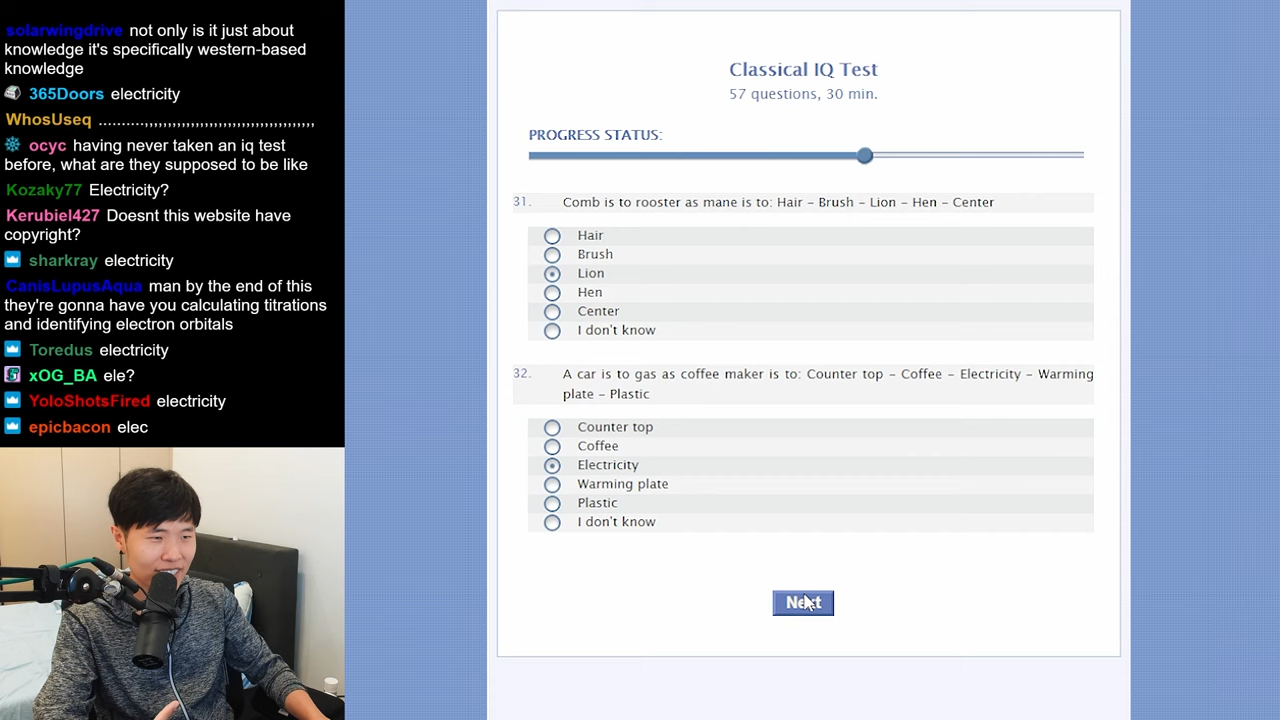 solarwingdrive not only is it just about
knowledge it's specifically western-based
knowledge
365Doors electricity
WhosUseq ..........,,,,,,,,,,,,,,,,,,,,,,,,,,,,,,,,,,,,
ocyc having never taken an iq test
before, what are they supposed to be like
Kozaky77 Electricity?
Kerubiel427 Doesnt this website have
copyright?
sharkray electricity
CanisLupusAqua man by the end of this
they're gonna have you calculating titrations
and identifying electron orbitals
Toredus electricity
xOG_BA ele?
YoloShotsFired electricity
epicbacon elec
Classical IQ Test
57 questions, 30 min.
PROGRESS STATUS:
31. Comb is to rooster as mane is to: Hair – Brush – Lion – Hen – Center
Hair
Brush
Lion
Hen
Center
I don't know
32. A car is to gas as coffee maker is to: Counter top – Coffee – Electricity – Warming
plate – Plastic
Counter top
Coffee
Electricity
Warming plate
Plastic
I don't know
Next